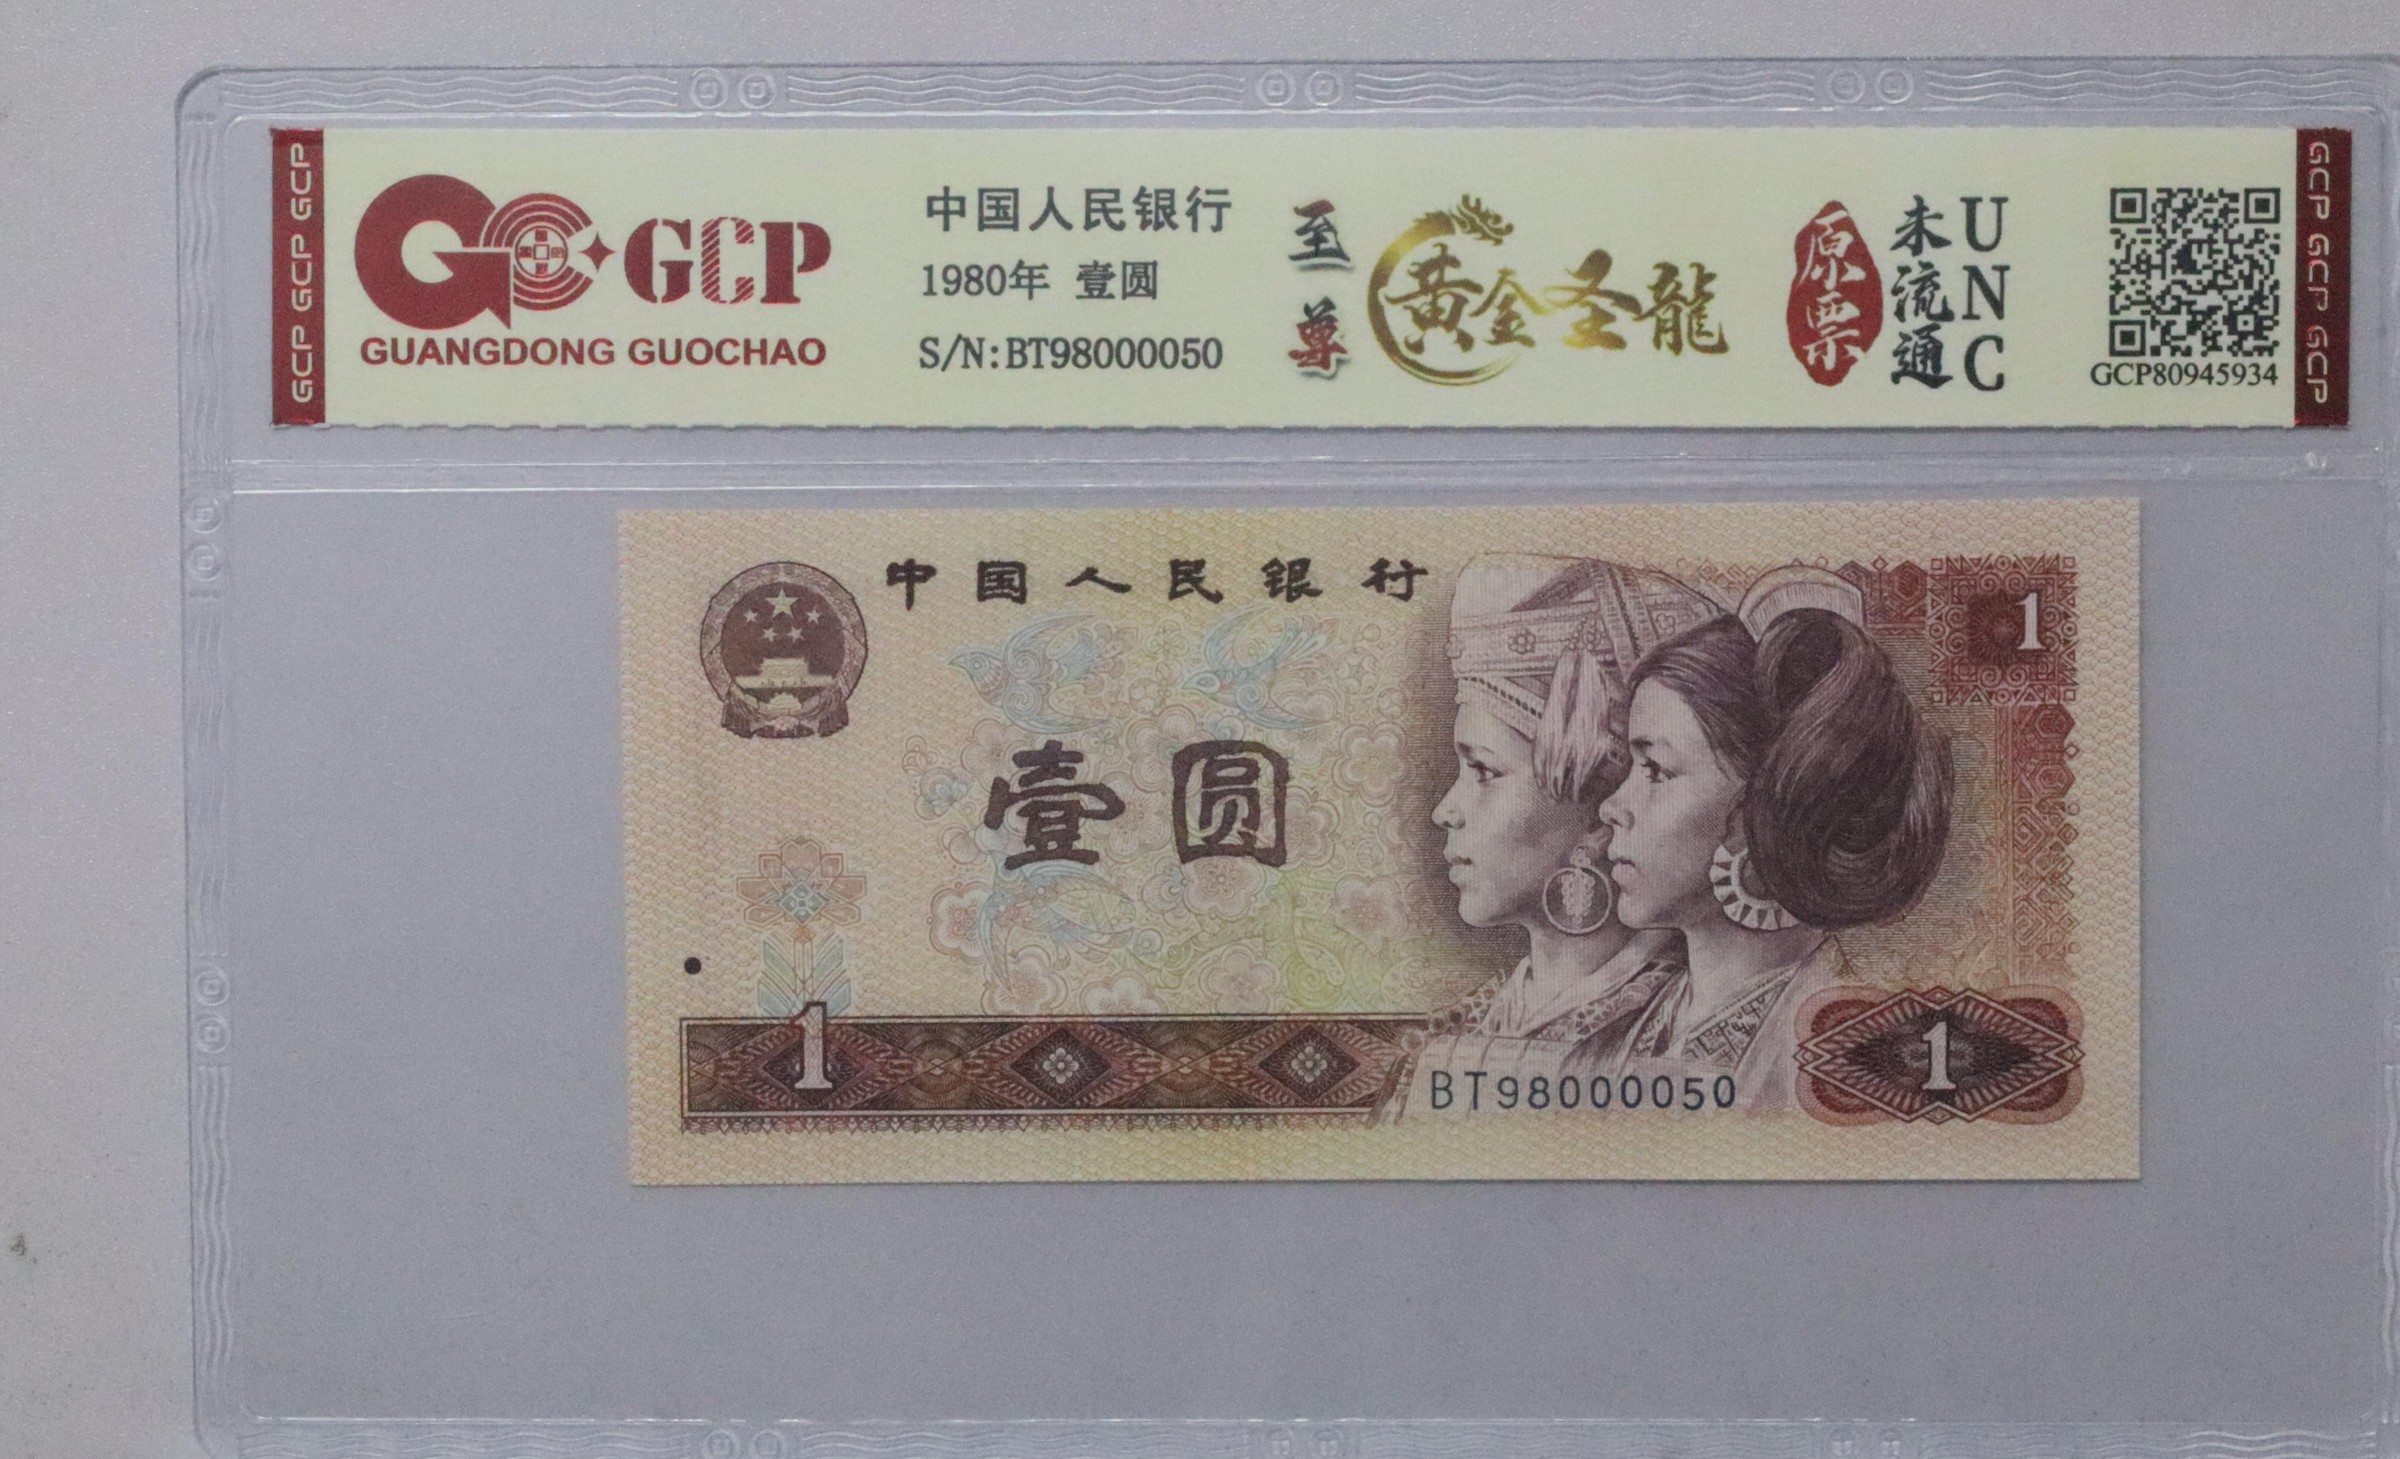 GCP GCP GCP
GCP
GUANGDONG GUOCHAO
中国人民银行
1980年 壹圆
S/N:BT98000050
至尊
黄金圣龍
原票
未流通
UNC
GCP80945934
GCP GCP GCP
中国人民银行
1
壹圆
1
BT98000050
1